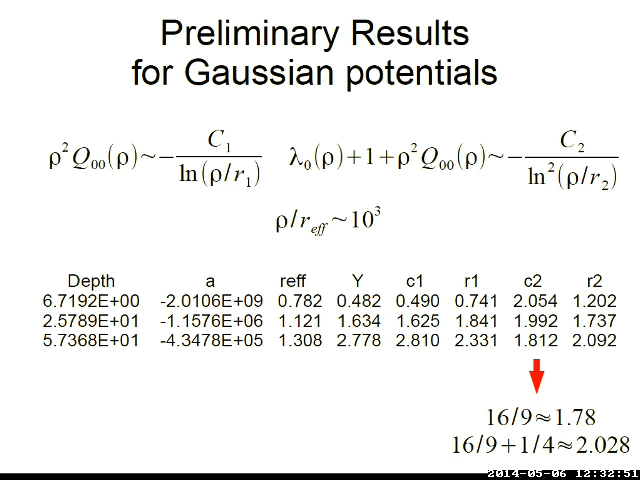 Preliminary Results
for Gaussian potentials
ρ²Q₀₀(ρ)~−C₁/ln(ρ/r₁) λ₀(ρ)+1+ρ²Q₀₀(ρ)~−C₂/ln²(ρ/r₂)
ρ/r_eff~10³
Depth a reff Y c1 r1 c2 r2
6.7192E+00 -2.0106E+09 0.782 0.482 0.490 0.741 2.054 1.202
2.5789E+01 -1.1576E+06 1.121 1.634 1.625 1.841 1.992 1.737
5.7368E+01 -4.3478E+05 1.308 2.778 2.810 2.331 1.812 2.092
16/9≈1.78
16/9+1/4≈2.028
2014-05-06 12:32:51